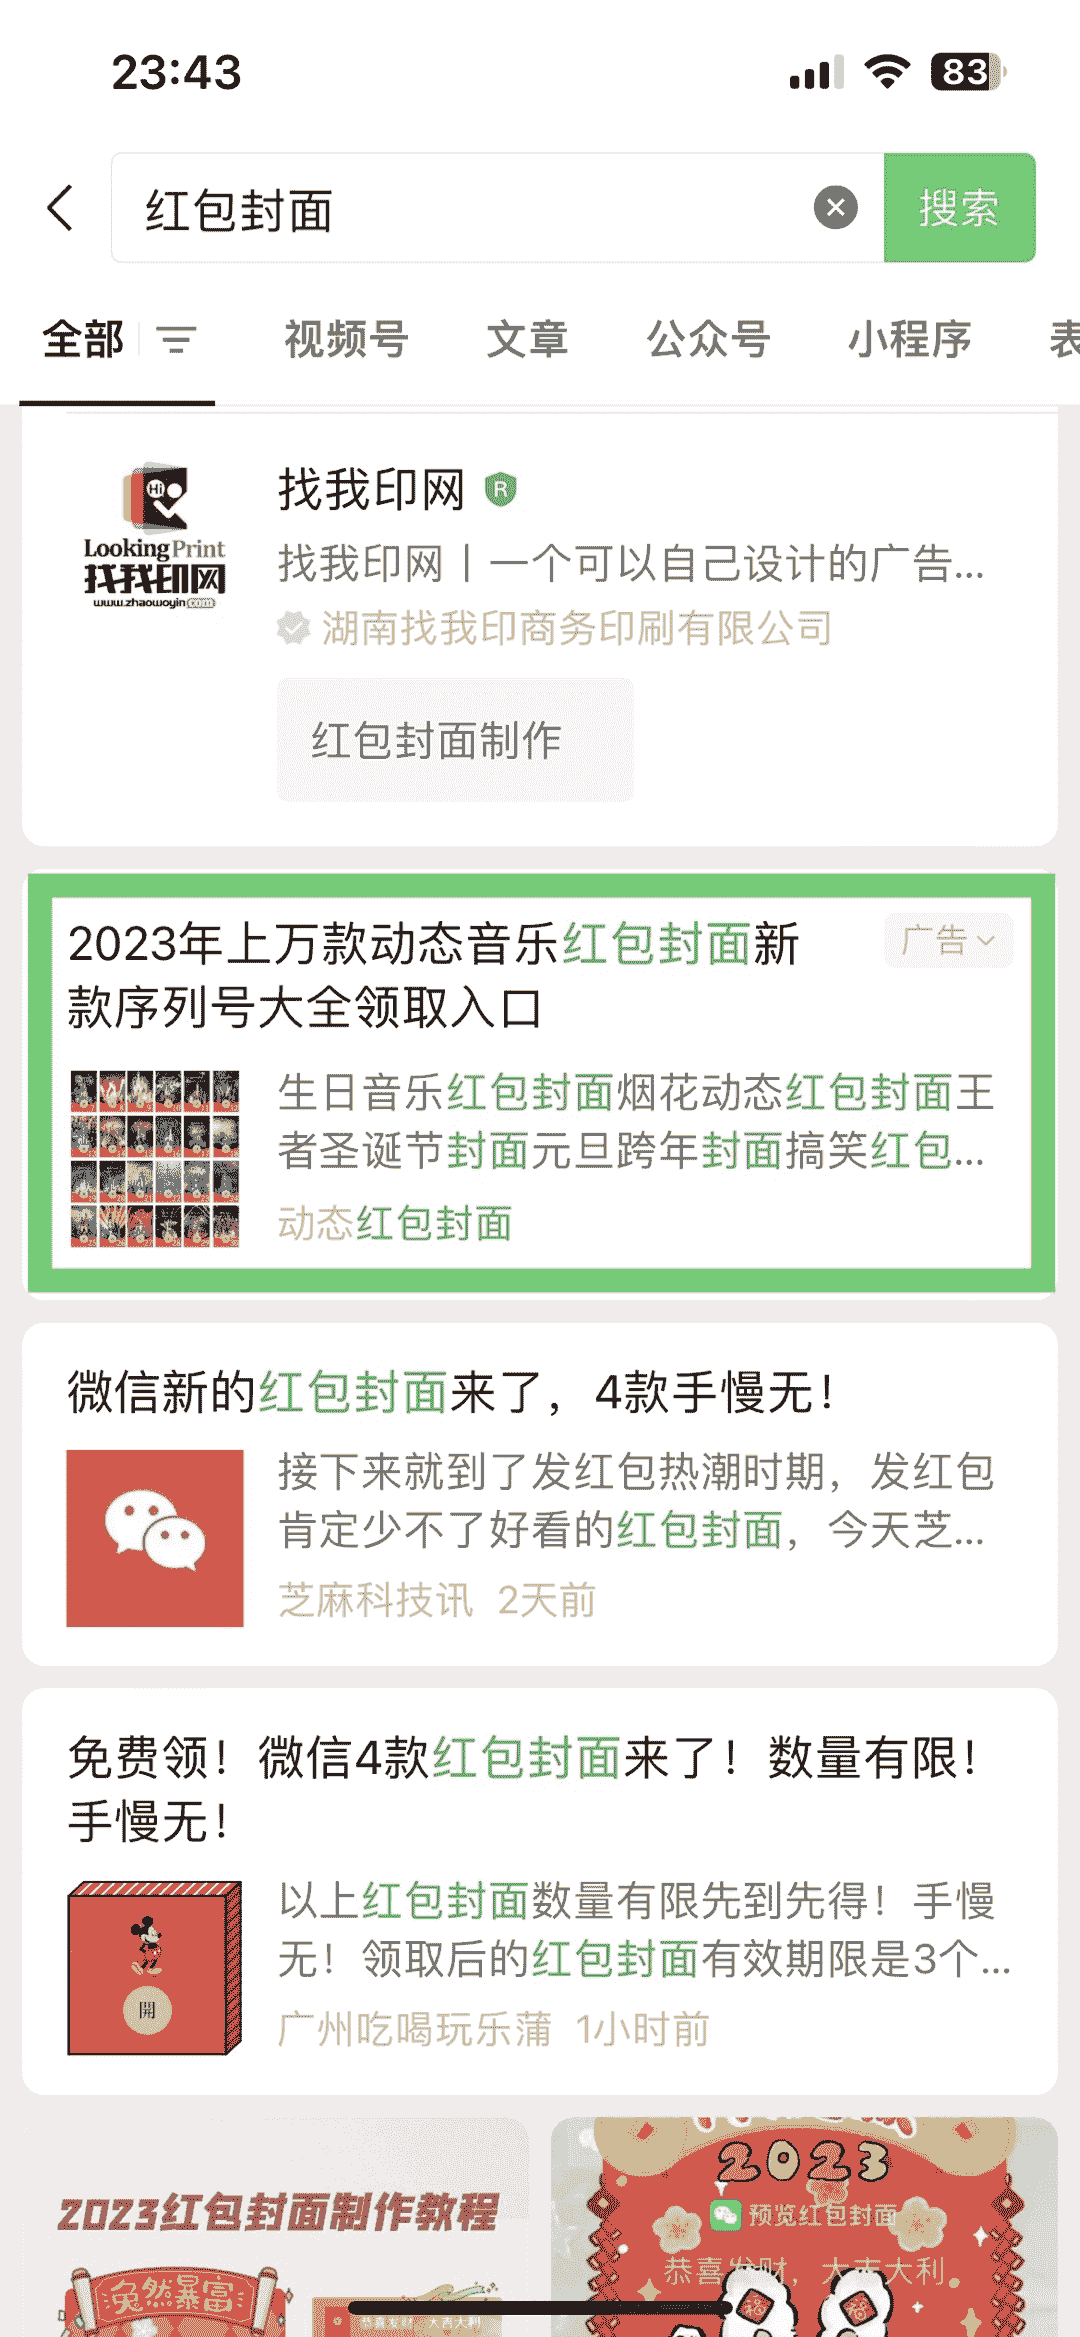 23:43
83
红包封面
搜索
全部
视频号
文章
公众号
小程序
表
Hi
找我印网 R
LookingPrint
找我印网
www.zhaowoyin.com
找我印网丨一个可以自己设计的广告...
湖南找我印商务印刷有限公司
红包封面制作
2023年上万款动态音乐红包封面新
广告
款序列号大全领取入口
生日音乐红包封面烟花动态红包封面王
者圣诞节封面元旦跨年封面搞笑红包...
动态红包封面
微信新的红包封面来了，4款手慢无！
接下来就到了发红包热潮时期，发红包
肯定少不了好看的红包封面，今天芝...
芝麻科技讯 2天前
免费领！微信4款红包封面来了！数量有限！
手慢无！
開
以上红包封面数量有限先到先得！手慢
无！领取后的红包封面有效期限是3个...
广州吃喝玩乐蒲 1小时前
2023红包封面制作教程
奂然暴富
恭喜发财 大吉大利
2023
预览红包封面
恭喜发财，大吉大利
福
福